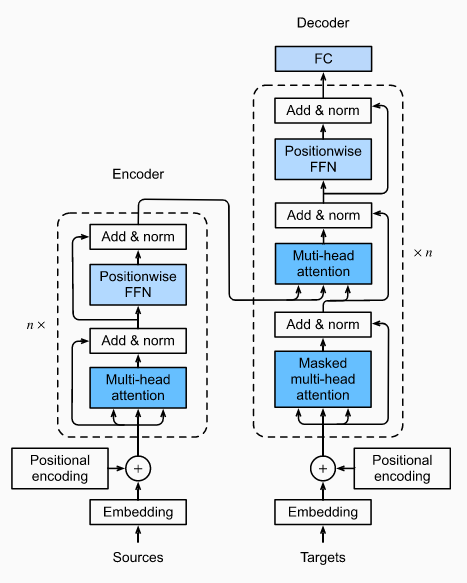 Decoder
FC
Add & norm
Positionwise
FFN
Encoder
Add & norm
Add & norm
Muti-head
attention
× n
Positionwise
FFN
n ×
Add & norm
Add & norm
Multi-head
attention
Masked
multi-head
attention
Positional
encoding
+
+
Positional
encoding
Embedding
Embedding
Sources
Targets